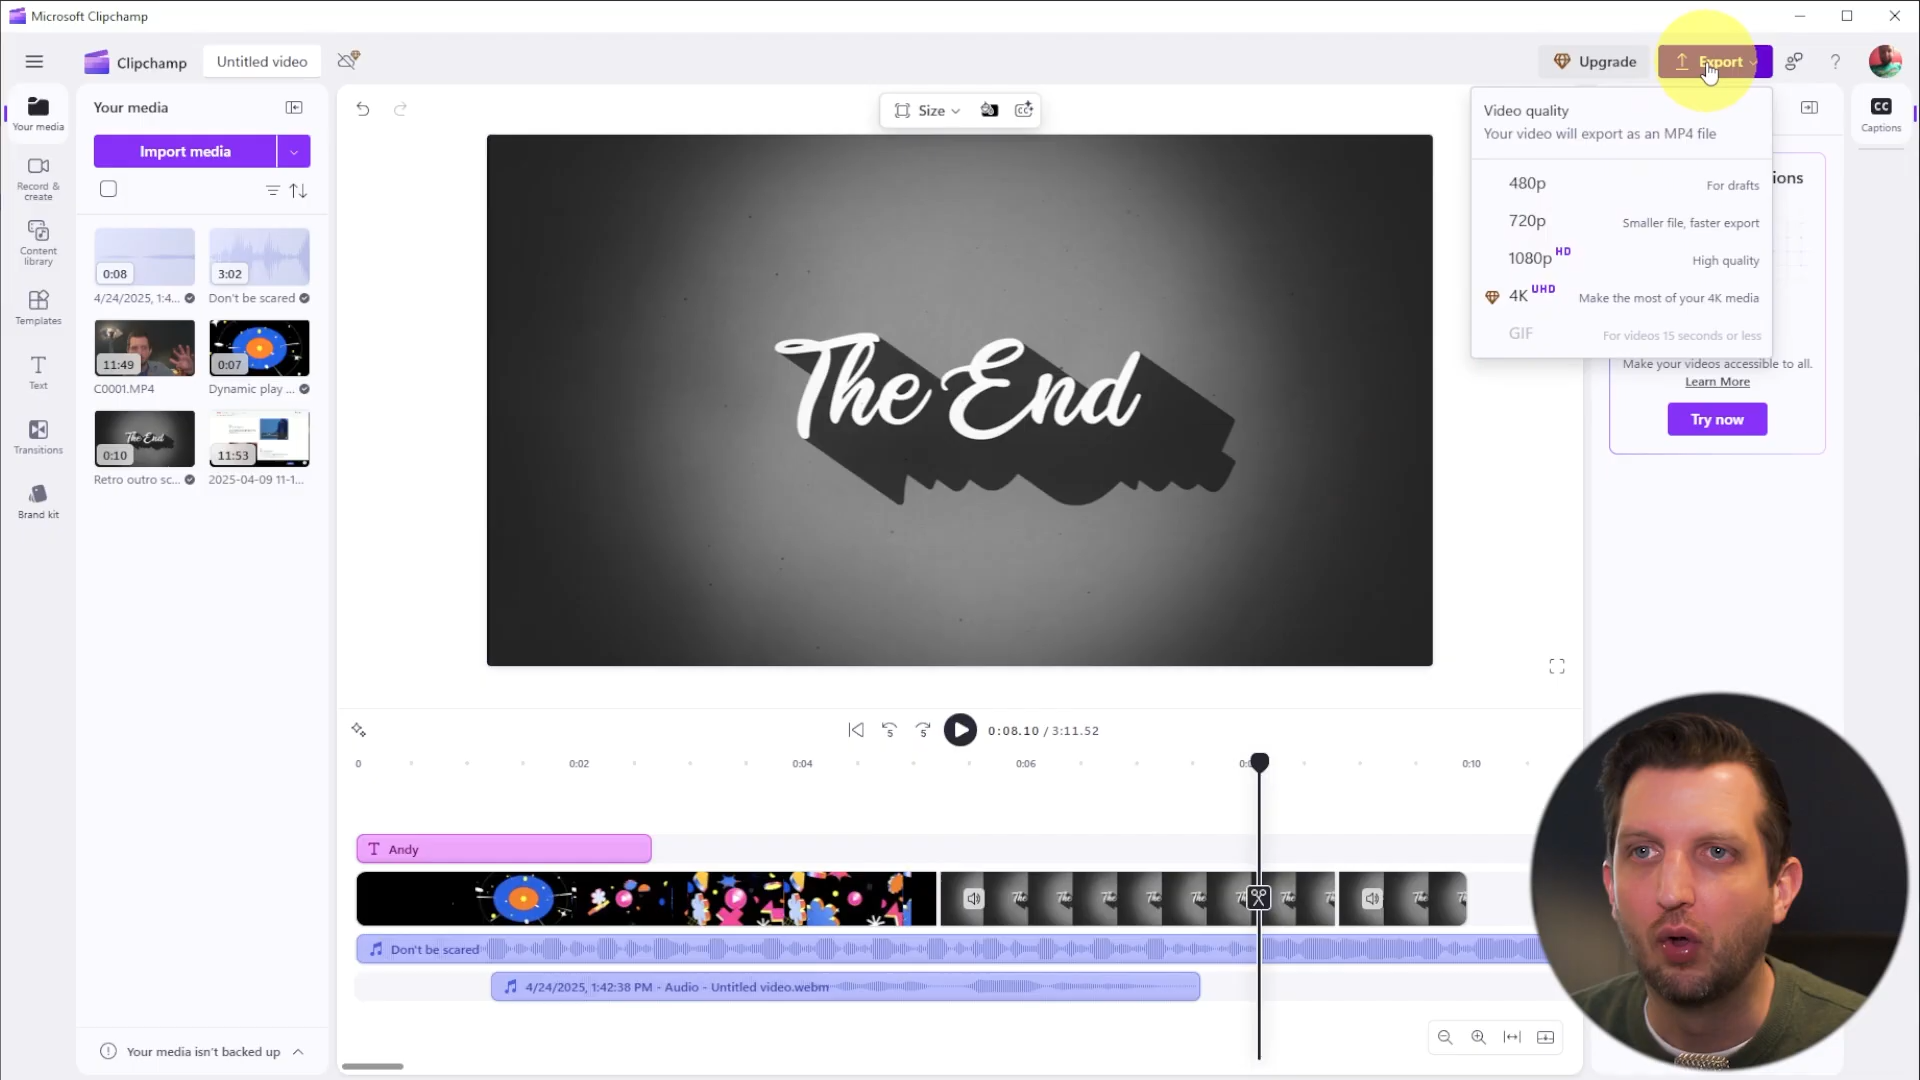 Microsoft Clipchamp
Clipchamp
Untitled video
Upgrade
Export
?
Your media
Import media
Your media
Record &
create
Content
library
Templates
Text
Transitions
Brand kit
0:08
4/24/2025, 1:4...
3:02
Don't be scared
11:49
C0001.MP4
0:07
Dynamic play ...
The End
0:10
Retro outro sc...
11:53
2025-04-09 11-1...
Your media isn't backed up
Size
The End
Video quality
Your video will export as an MP4 file
480p For drafts
720p Smaller file, faster export
1080p HD High quality
4K UHD Make the most of your 4K media
GIF For videos 15 seconds or less
ions
Make your videos accessible to all.
Learn More
Try now
CC
Captions
5
5
0:08.10 / 3:11.52
0
0:02
0:04
0:06
0:10
T Andy
Don't be scared
4/24/2025, 1:42:38 PM - Audio - Untitled video.webm